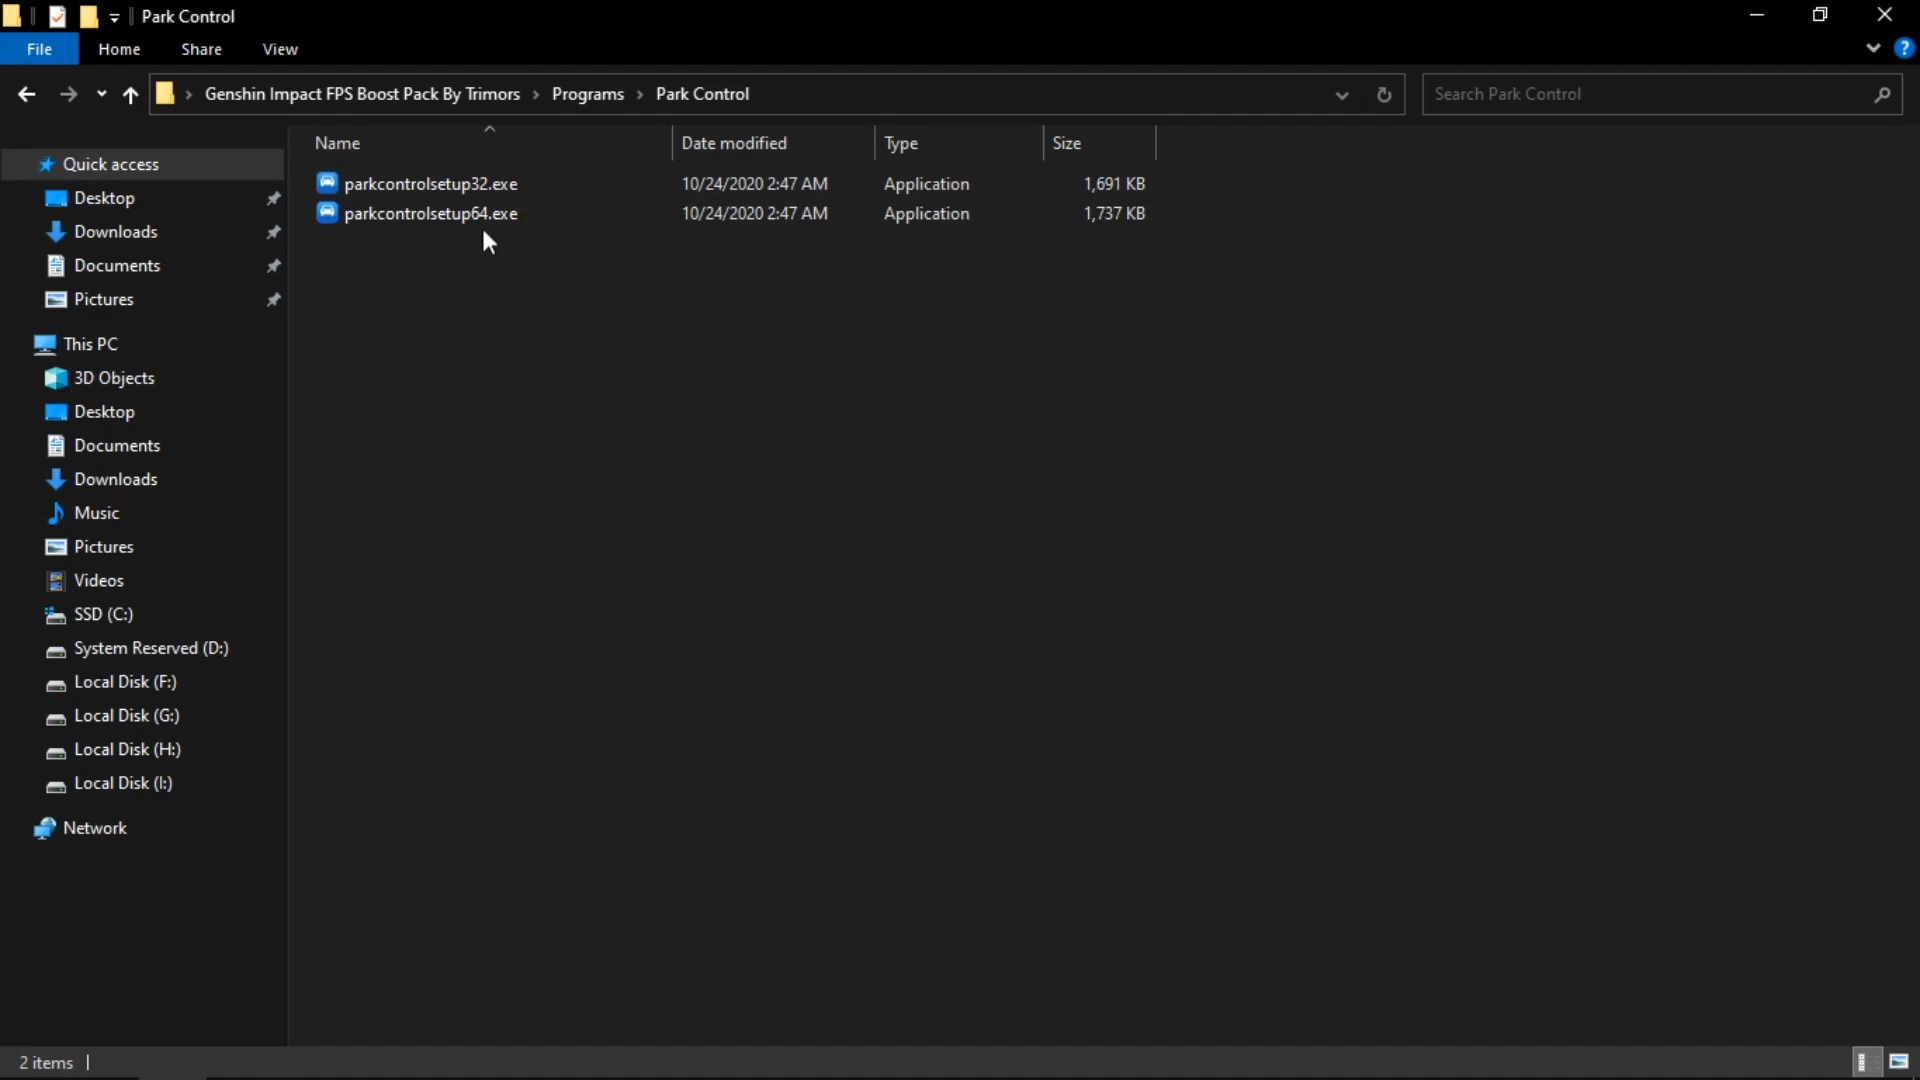 Park Control
File Home Share View
Genshin Impact FPS Boost Pack By Trimors Programs Park Control
Search Park Control
Name Date modified Type Size
parkcontrolsetup32.exe 10/24/2020 2:47 AM Application 1,691 KB
parkcontrolsetup64.exe 10/24/2020 2:47 AM Application 1,737 KB
Quick access
Desktop
Downloads
Documents
Pictures
This PC
3D Objects
Desktop
Documents
Downloads
Music
Pictures
Videos
SSD (C:)
System Reserved (D:)
Local Disk (F:)
Local Disk (G:)
Local Disk (H:)
Local Disk (I:)
Network
2 items